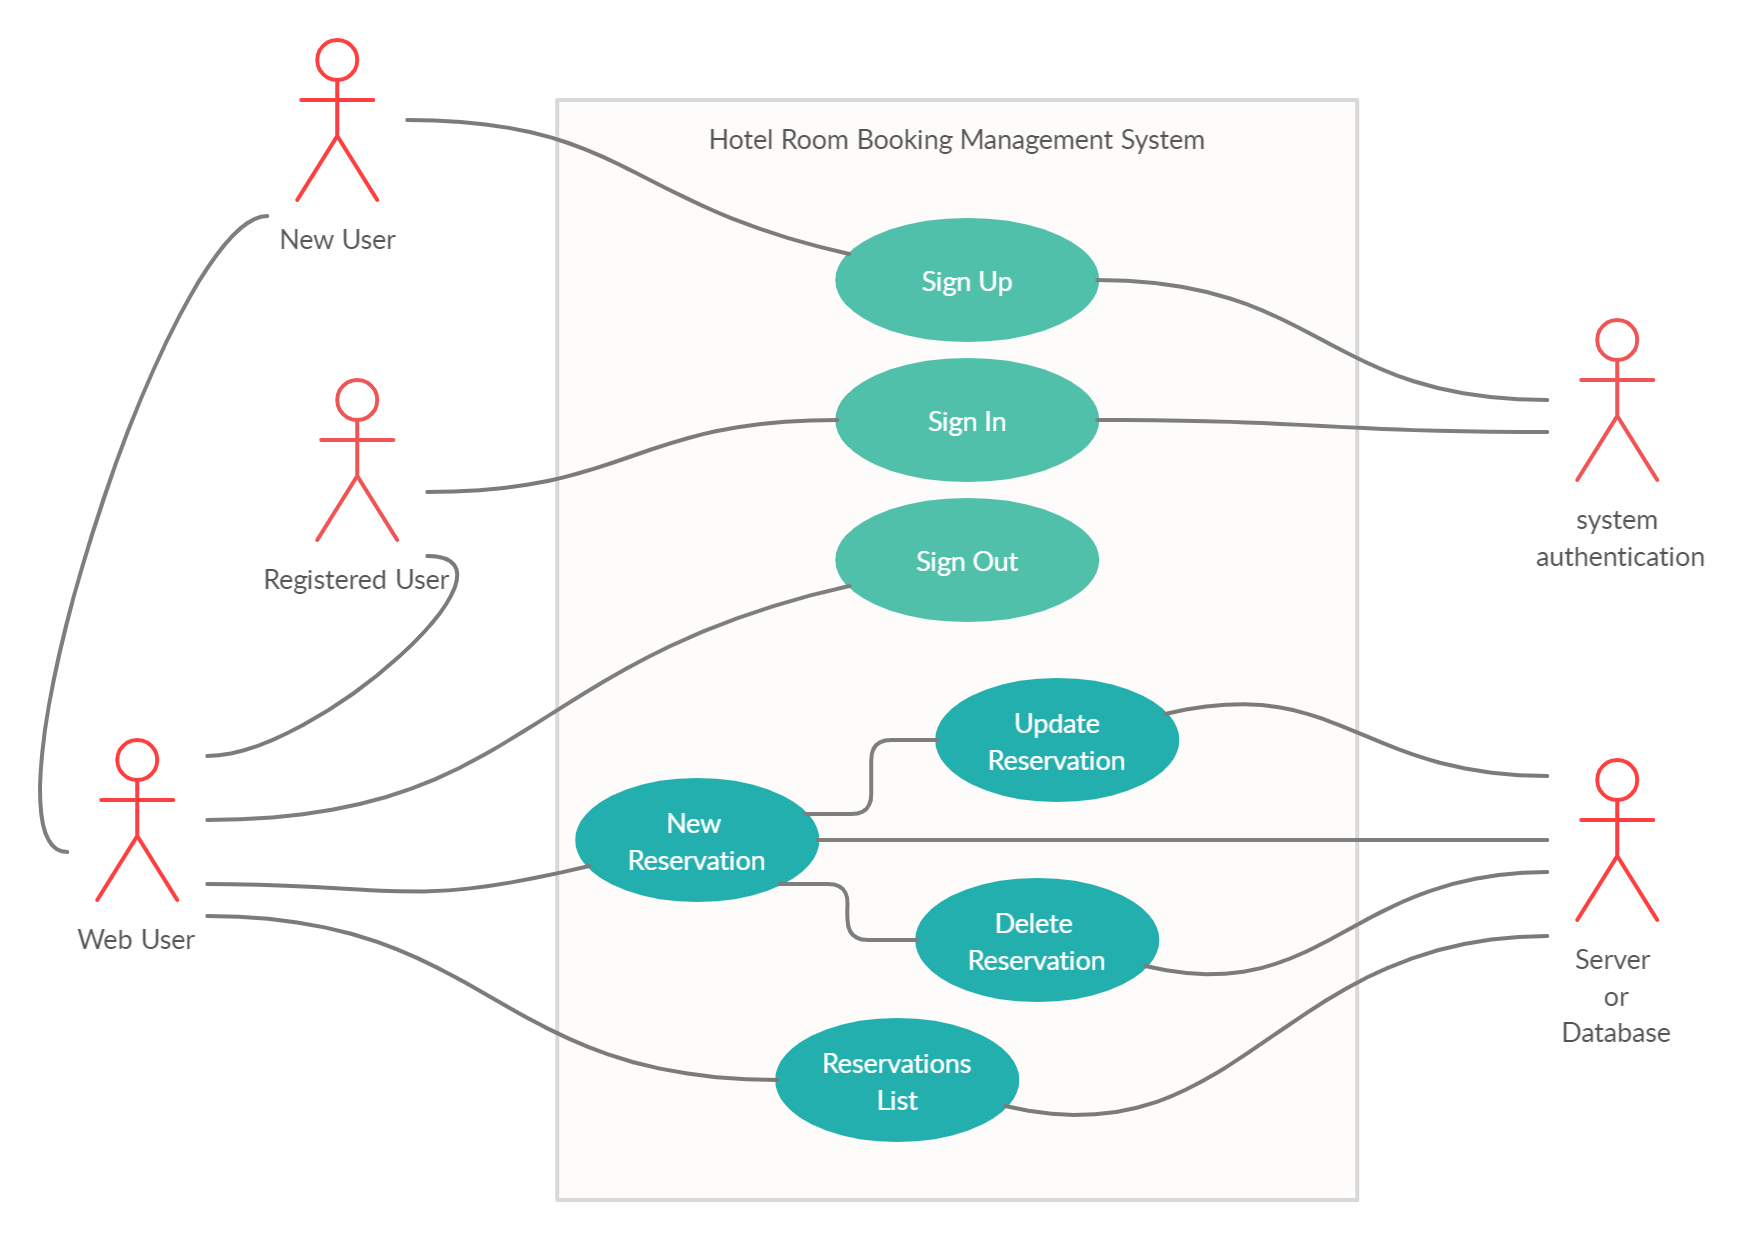 Hotel Room Booking Management System
New User
Sign Up
Sign In
system
authentication
Registered User
Sign Out
Update
Reservation
New
Reservation
Web User
Delete
Reservation
Server
or
Database
Reservations
List